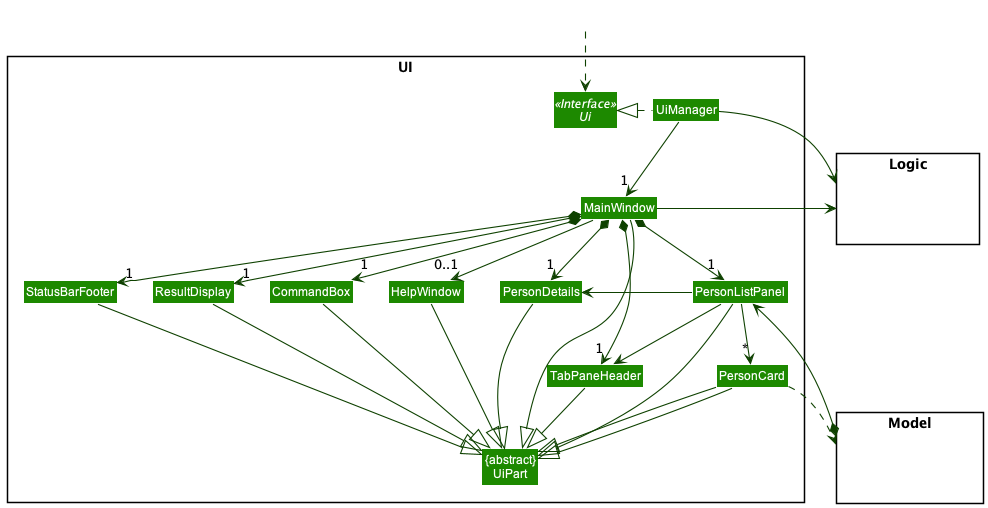 UI
«Interface»
Ui
UiManager
Logic
1
MainWindow
1
1
1
0..1
1
1
StatusBarFooter
ResultDisplay
CommandBox
HelpWindow
PersonDetails
PersonListPanel
1
*
TabPaneHeader
PersonCard
Model
{abstract}
UiPart